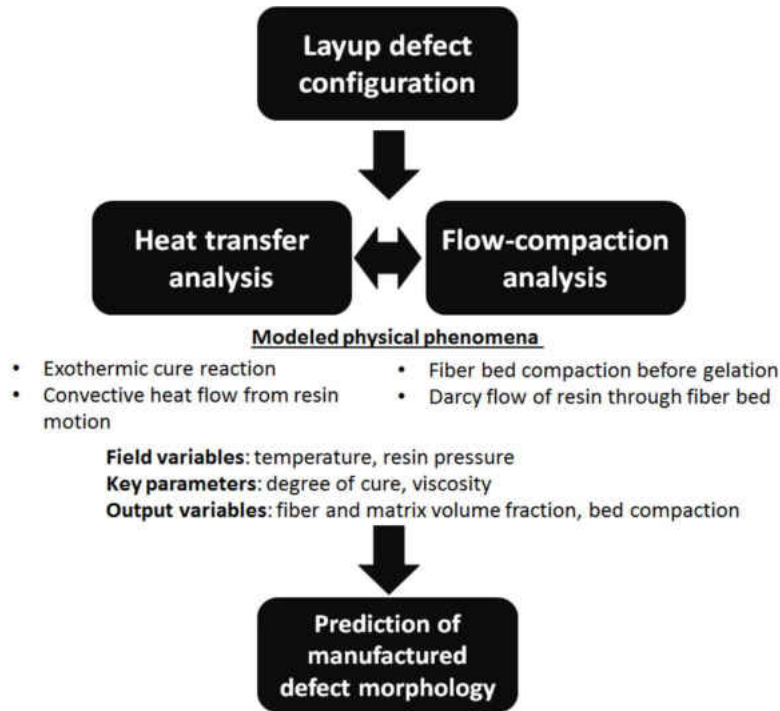 Layup defect
configuration
Heat transfer
analysis
Flow-compaction
analysis
Modeled physical phenomena
• Exothermic cure reaction
• Convective heat flow from resin
motion
• Fiber bed compaction before gelation
• Darcy flow of resin through fiber bed
Field variables: temperature, resin pressure
Key parameters: degree of cure, viscosity
Output variables: fiber and matrix volume fraction, bed compaction
Prediction of
manufactured
defect morphology